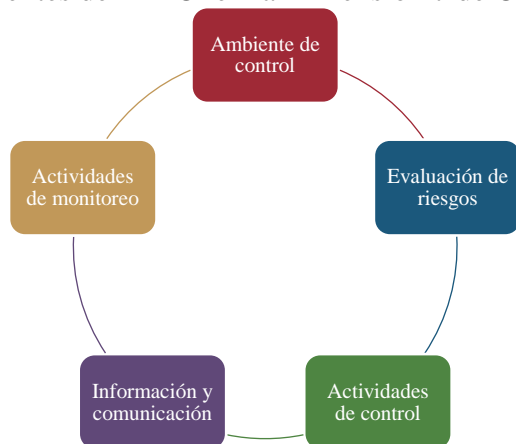 Ambiente de
control
Evaluación de
riesgos
Actividades
de control
Información y
comunicación
Actividades
de monitoreo